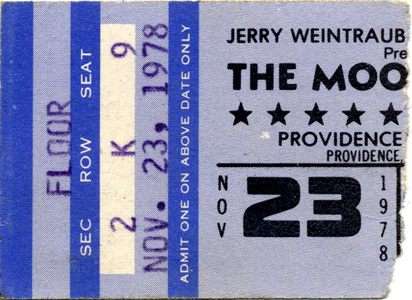 FLOOR
SEC ROW SEAT
2 K 9
NOV. 23, 1978
ADMIT ONE ON ABOVE DATE ONLY
JERRY WEINTRAUB
Pre
THE MOO
★★★★★
PROVIDENCE
PROVIDENCE,
NOV 23 1978